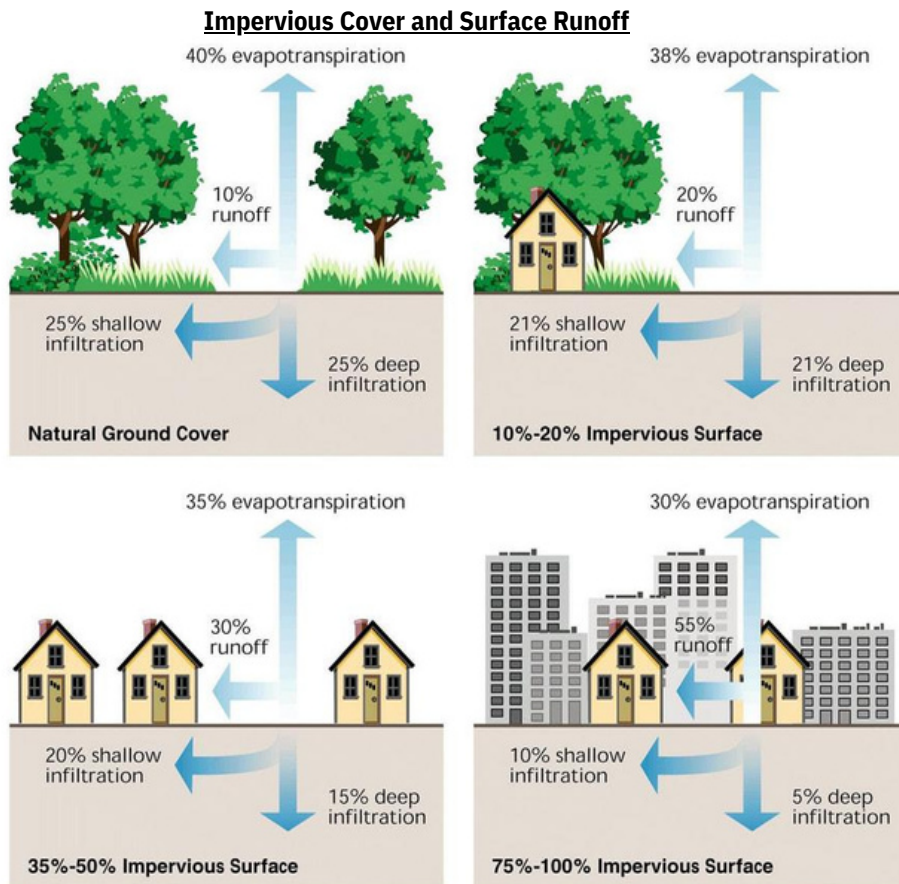 Impervious Cover and Surface Runoff
40% evapotranspiration
10%
runoff
25% shallow
infiltration
25% deep
infiltration
Natural Ground Cover
38% evapotranspiration
20%
runoff
21% shallow
infiltration
21% deep
infiltration
10%-20% Impervious Surface
35% evapotranspiration
30%
runoff
20% shallow
infiltration
15% deep
infiltration
35%-50% Impervious Surface
30% evapotranspiration
55%
runoff
10% shallow
infiltration
5% deep
infiltration
75%-100% Impervious Surface